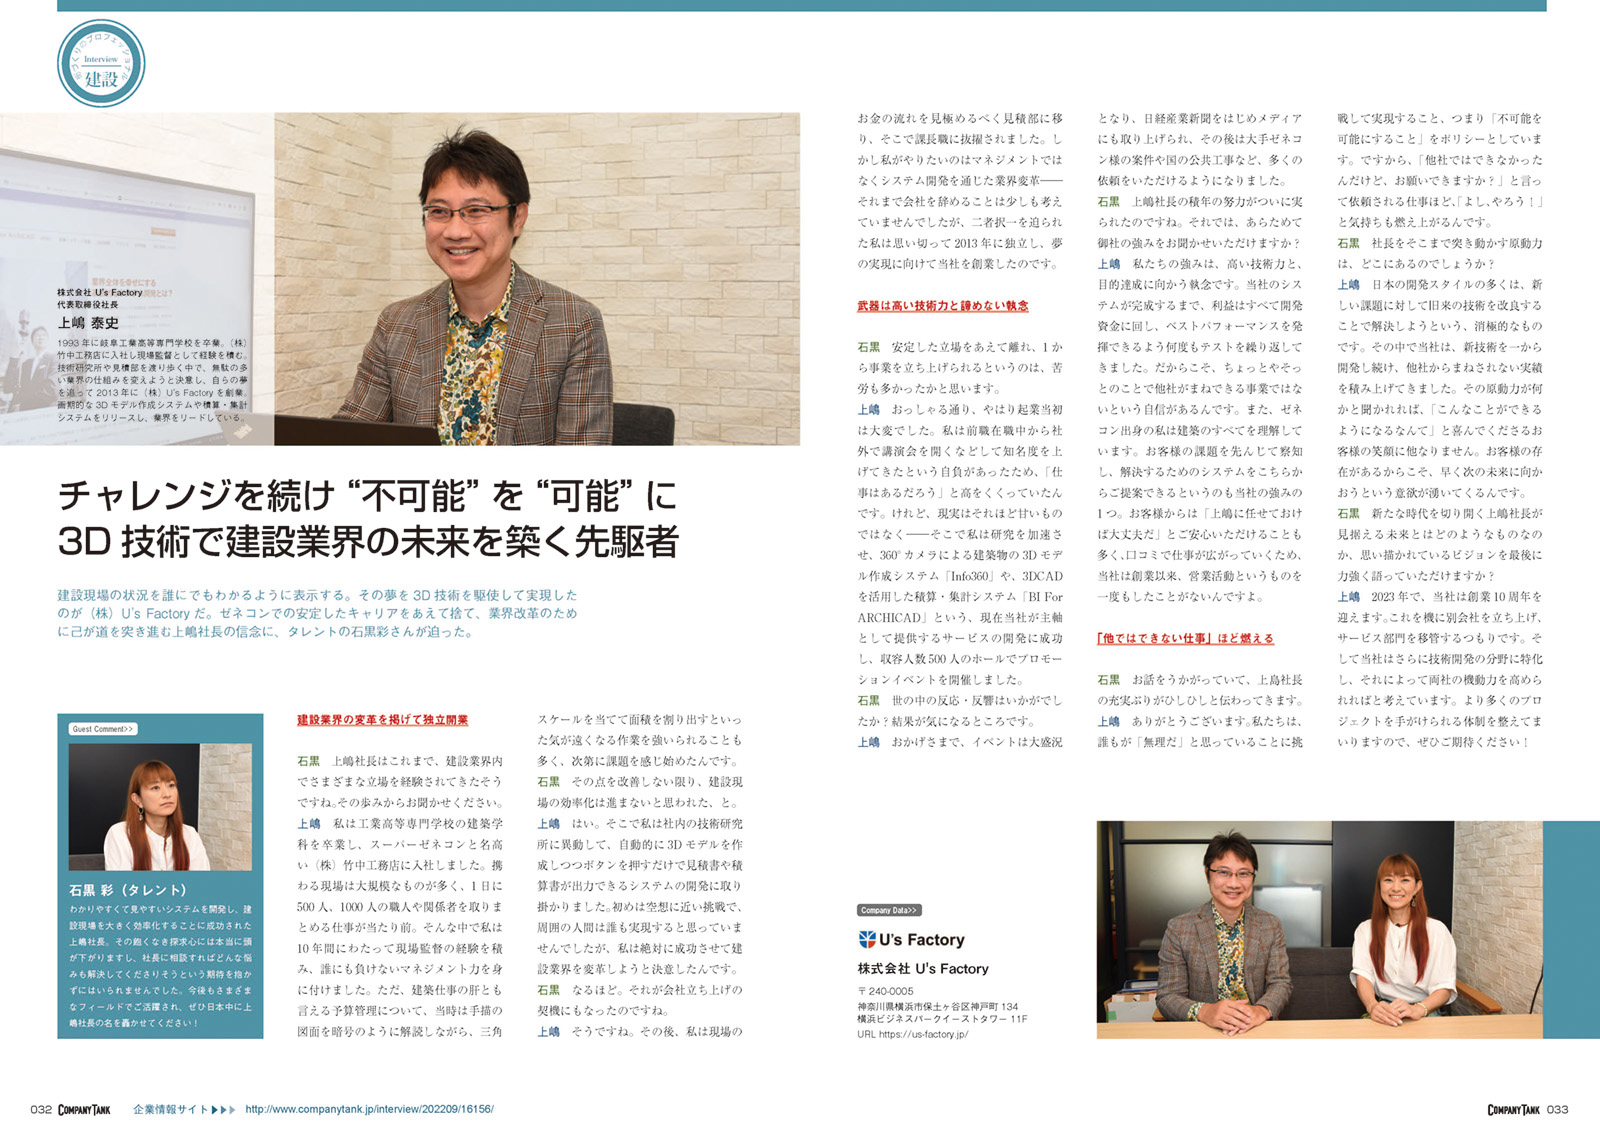 街づくりのプロフェッショナル
Interview
建設
株式会社 U's Factory
代表取締役社長
上嶋 泰史
1993 年に岐阜工業高等専門学校を卒業。（株）
竹中工務店に入社し現場監督として経験を積む。
技術研究所や見積部を渡り歩く中で、無駄の多
い業界の仕組みを変えようと決意し、自らの夢
を追って 2013 年に（株）U's Factory を創業。
画期的な 3D モデル作成システムや積算・集計
システムをリリースし、業界をリードしている。
チャレンジを続け “不可能” を “可能” に
3D 技術で建設業界の未来を築く先駆者
建設現場の状況を誰にでもわかるように表示する。その夢を 3D 技術を駆使して実現した
のが（株）U's Factory だ。ゼネコンでの安定したキャリアをあえて捨て、業界改革のため
に己が道を突き進む上嶋社長の信念に、タレントの石黒彩さんが迫った。
Guest Comment>>
石黒 彩（タレント）
わかりやすくて見やすいシステムを開発し、建
設現場を大きく効率化することに成功された
上嶋社長。その飽くなき探求心には本当に頭
が下がりますし、社長に相談すればどんな悩
みも解決してくださりそうという期待を抱か
ずにはいられませんでした。今後もさまざま
なフィールドでご活躍され、ぜひ日本中に上
嶋社長の名を轟かせてください！
建設業界の変革を掲げて独立開業
石黒　上嶋社長はこれまで、建設業界内
でさまざまな立場を経験されてきたそう
ですね。その歩みからお聞かせください。
上嶋　私は工業高等専門学校の建築学
科を卒業し、スーパーゼネコンと名高
い（株）竹中工務店に入社しました。携
わる現場は大規模なものが多く、1 日に
500 人、1000 人の職人や関係者を取りま
とめる仕事が当たり前。そんな中で私は
10 年間にわたって現場監督の経験を積
み、誰にも負けないマネジメント力を身
に付けました。ただ、建築仕事の肝とも
言える予算管理について、当時は手描の
図面を暗号のように解読しながら、三角
スケールを当てて面積を割り出すといっ
た気が遠くなる作業を強いられることも
多く、次第に課題を感じ始めたんです。
石黒　その点を改善しない限り、建設現
場の効率化は進まないと思われた、と。
上嶋　はい。そこで私は社内の技術研究
所に異動して、自動的に 3D モデルを作
成しつつボタンを押すだけで見積書や積
算書が出力できるシステムの開発に取り
掛かりました。初めは空想に近い挑戦で、
周囲の人間は誰も実現すると思っていま
せんでしたが、私は絶対に成功させて建
設業界を変革しようと決意したんです。
石黒　なるほど。それが会社立ち上げの
契機にもなったのですね。
上嶋　そうですね。その後、私は現場の
お金の流れを見極めるべく見積部に移
り、そこで課長職に抜擢されました。し
かし私がやりたいのはマネジメントでは
なくシステム開発を通じた業界変革――
それまで会社を辞めることは少しも考え
ていませんでしたが、二者択一を迫られ
た私は思い切って 2013 年に独立し、夢
の実現に向けて当社を創業したのです。
武器は高い技術力と諦めない執念
石黒　安定した立場をあえて離れ、1 か
ら事業を立ち上げられるというのは、苦
労も多かったかと思います。
上嶋　おっしゃる通り、やはり起業当初
は大変でした。私は前職在職中から社
外で講演会を開くなどして知名度を上
げてきたという自負があったため、「仕
事はあるだろう」と高をくくっていたん
です。けれど、現実はそれほど甘いもの
ではなく――そこで私は研究を加速さ
せ、360°カメラによる建築物の 3D モデ
ル作成システム「Info360」や、3DCAD
を活用した積算・集計システム「BI For
ARCHICAD」という、現在当社が主軸
として提供するサービスの開発に成功
し、収容人数 500 人のホールでプロモー
ションイベントを開催しました。
石黒　世の中の反応・反響はいかがでし
たか？ 結果が気になるところです。
上嶋　おかげさまで、イベントは大盛況
となり、日経産業新聞をはじめメディア
にも取り上げられ、その後は大手ゼネコ
ン様の案件や国の公共工事など、多くの
依頼をいただけるようになりました。
石黒　上嶋社長の積年の努力がついに実
られたのですね。それでは、あらためて
御社の強みをお聞かせいただけますか？
上嶋　私たちの強みは、高い技術力と、
目的達成に向かう執念です。当社のシス
テムが完成するまで、利益はすべて開発
資金に回し、ベストパフォーマンスを発
揮できるよう何度もテストを繰り返して
きました。だからこそ、ちょっとやそっ
とのことで他社がまねできる事業ではな
いという自信があるんです。また、ゼネ
コン出身の私は建築のすべてを理解して
います。お客様の課題を先んじて察知
し、解決するためのシステムをこちらか
らご提案できるというのも当社の強みの
1 つ。お客様からは「上嶋に任せておけ
ば大丈夫だ」とご安心いただけることも
多く、口コミで仕事が広がっていくため、
当社は創業以来、営業活動というものを
一度もしたことがないんですよ。
「他ではできない仕事」ほど燃える
石黒　お話をうかがっていて、上島社長
の充実ぶりがひしひしと伝わってきます。
上嶋　ありがとうございます。私たちは、
誰もが「無理だ」と思っていることに挑
戦して実現すること、つまり「不可能を
可能にすること」をポリシーとしていま
す。ですから、「他社ではできなかった
んだけど、お願いできますか？」と言っ
て依頼される仕事ほど、「よし、やろう！」
と気持ちも燃え上がるんです。
石黒　社長をそこまで突き動かす原動力
は、どこにあるのでしょうか？
上嶋　日本の開発スタイルの多くは、新
しい課題に対して旧来の技術を改良する
ことで解決しようという、消極的なもの
です。その中で当社は、新技術を一から
開発し続け、他社からまねされない実績
を積み上げてきました。その原動力が何
かと聞かれれば、「こんなことができる
ようになるなんて」と喜んでくださるお
客様の笑顔に他なりません。お客様の存
在があるからこそ、早く次の未来に向か
おうという意欲が湧いてくるんです。
石黒　新たな時代を切り開く上嶋社長が
見据える未来とはどのようなものなの
か、思い描かれているビジョンを最後に
力強く語っていただけますか？
上嶋　2023 年で、当社は創業 10 周年を
迎えます。これを機に別会社を立ち上げ、
サービス部門を移管するつもりです。そ
して当社はさらに技術開発の分野に特化
し、それによって両社の機動力を高めら
れればと考えています。より多くのプロ
ジェクトを手がけられる体制を整えてま
いりますので、ぜひご期待ください！
Company Data>>
U's Factory
株式会社 U's Factory
〒 240-0005
神奈川県横浜市保土ヶ谷区神戸町 134
横浜ビジネスパークイーストタワー 11F
URL https://us-factory.jp/
032 COMPANYTANK 企業情報サイト▶▶▶ http://www.companytank.jp/interview/202209/16156/
COMPANYTANK 033